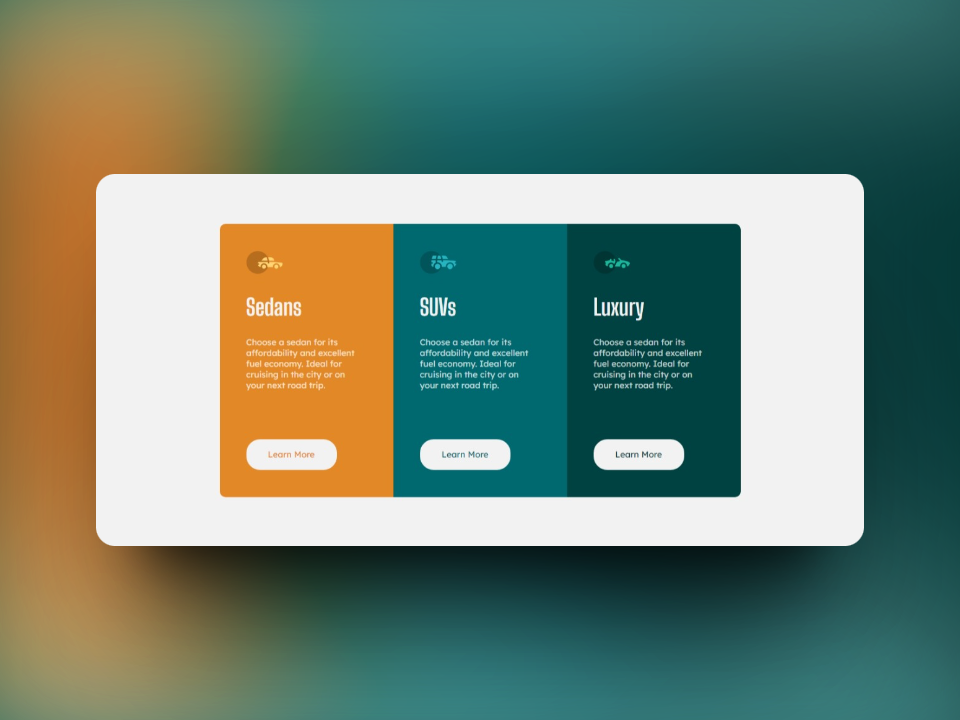 Sedans
Choose a sedan for its
affordability and excellent
fuel economy. Ideal for
cruising in the city or on
your next road trip.
Learn More
SUVs
Choose a sedan for its
affordability and excellent
fuel economy. Ideal for
cruising in the city or on
your next road trip.
Learn More
Luxury
Choose a sedan for its
affordability and excellent
fuel economy. Ideal for
cruising in the city or on
your next road trip.
Learn More